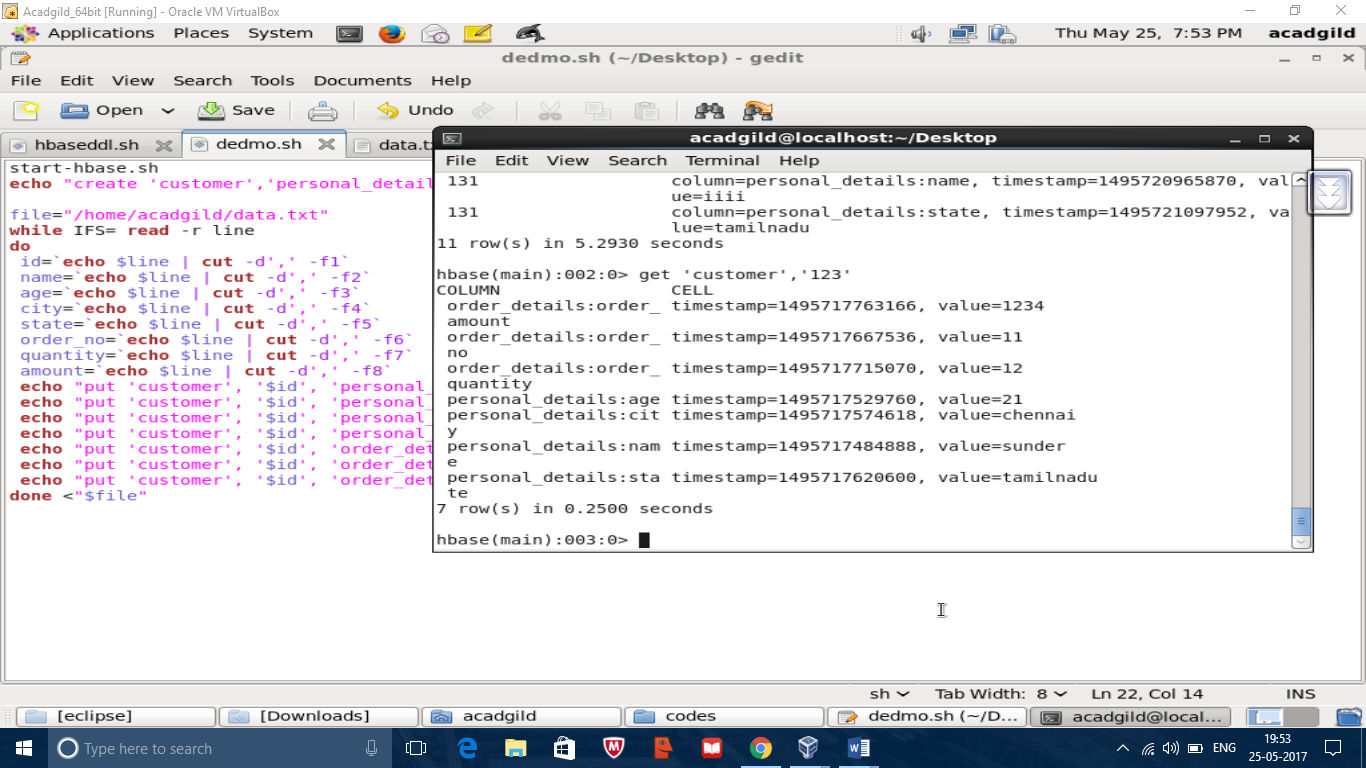 Acadgild_64bit [Running] - Oracle VM VirtualBox
Applications Places System Thu May 25, 7:53 PM acadgild
dedmo.sh (~/Desktop) - gedit
File Edit View Search Tools Documents Help
Open Save Undo
hbaseddl.sh dedmo.sh data.t
start-hbase.sh
echo "create 'customer','personal_detail
file="/home/acadgild/data.txt"
while IFS= read -r line
do
id=`echo $line | cut -d',' -f1`
name=`echo $line | cut -d',' -f2`
age=`echo $line | cut -d',' -f3`
city=`echo $line | cut -d',' -f4`
state=`echo $line | cut -d',' -f5`
order_no=`echo $line | cut -d',' -f6`
quantity=`echo $line | cut -d',' -f7`
amount=`echo $line | cut -d',' -f8`
echo "put 'customer', '$id', 'personal_
echo "put 'customer', '$id', 'personal_
echo "put 'customer', '$id', 'personal_
echo "put 'customer', '$id', 'personal_
echo "put 'customer', '$id', 'order_det
echo "put 'customer', '$id', 'order_det
echo "put 'customer', '$id', 'order_det
done <"$file"
acadgild@localhost:~/Desktop
File Edit View Search Terminal Help
131 column=personal_details:name, timestamp=1495720965870, val
ue=iiii
131 column=personal_details:state, timestamp=1495721097952, va
lue=tamilnadu
11 row(s) in 5.2930 seconds
hbase(main):002:0> get 'customer','123'
COLUMN CELL
order_details:order_ timestamp=1495717763166, value=1234
amount
order_details:order_ timestamp=1495717667536, value=11
no
order_details:order_ timestamp=1495717715070, value=12
quantity
personal_details:age timestamp=1495717529760, value=21
personal_details:cit timestamp=1495717574618, value=chennai
y
personal_details:nam timestamp=1495717484888, value=sunder
e
personal_details:sta timestamp=1495717620600, value=tamilnadu
te
7 row(s) in 0.2500 seconds
hbase(main):003:0>
sh Tab Width: 8 Ln 22, Col 14 INS
[eclipse] [Downloads] acadgild codes dedmo.sh (~/D... acadgild@local...
Type here to search ENG 19:53
25-05-2017